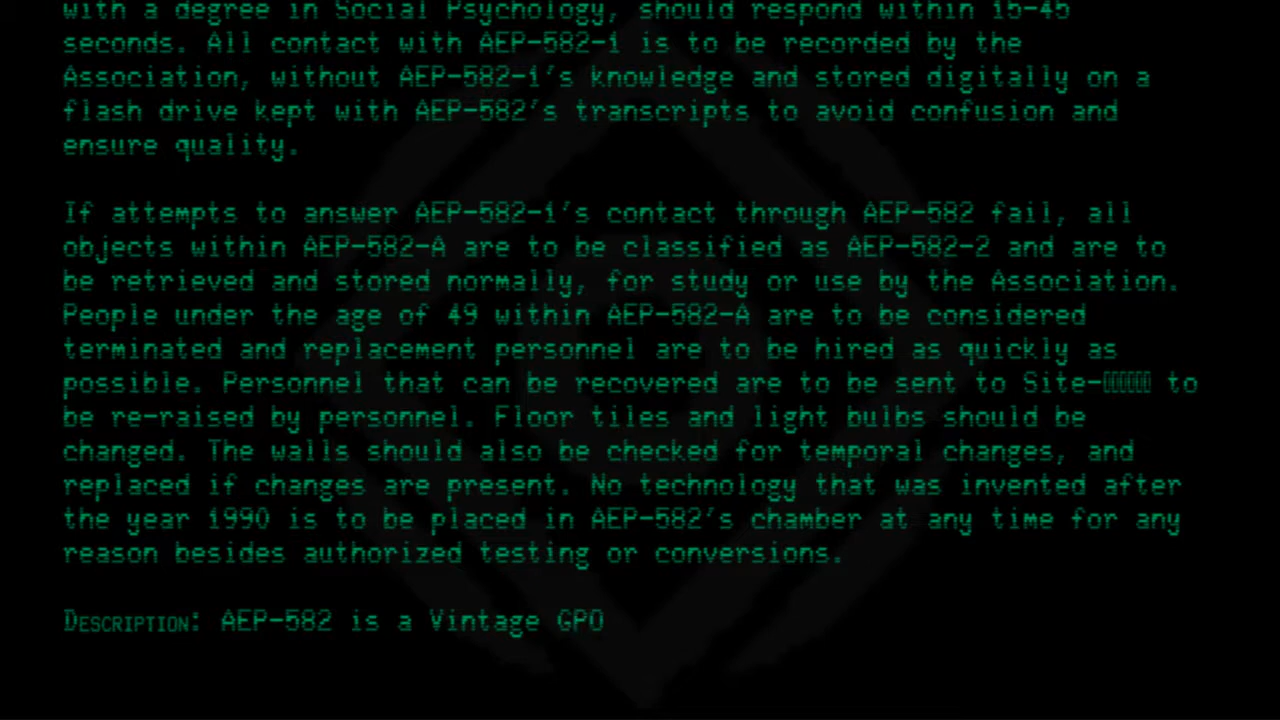 with a degree in Social Psychology, should respond within 15-45
seconds. All contact with AEP-582-1 is to be recorded by the
Association, without AEP-582-1's knowledge and stored digitally on a
flash drive kept with AEP-582's transcripts to avoid confusion and
ensure quality.
If attempts to answer AEP-582-1's contact through AEP-582 fail, all
objects within AEP-582-A are to be classified as AEP-582-2 and are to
be retrieved and stored normally, for study or use by the Association.
People under the age of 49 within AEP-582-A are to be considered
terminated and replacement personnel are to be hired as quickly as
possible. Personnel that can be recovered are to be sent to Site-▯▯▯▯▯▯ to
be re-raised by personnel. Floor tiles and light bulbs should be
changed. The walls should also be checked for temporal changes, and
replaced if changes are present. No technology that was invented after
the year 1990 is to be placed in AEP-582's chamber at any time for any
reason besides authorized testing or conversions.
Description: AEP-582 is a Vintage GPO